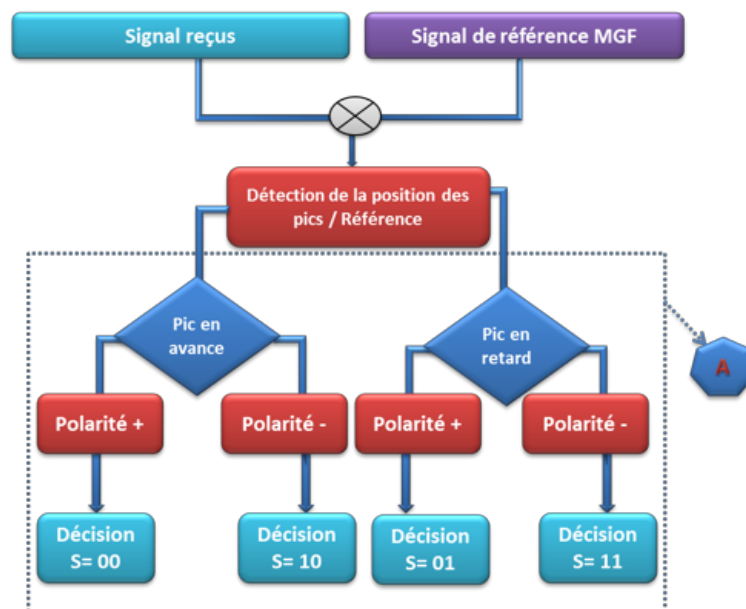 Signal reçus
Signal de référence MGF
Détection de la position des
pics / Référence
Pic en
avance
Pic en
retard
A
Polarité +
Polarité -
Polarité +
Polarité -
Décision
S= 00
Décision
S= 10
Décision
S= 01
Décision
S= 11